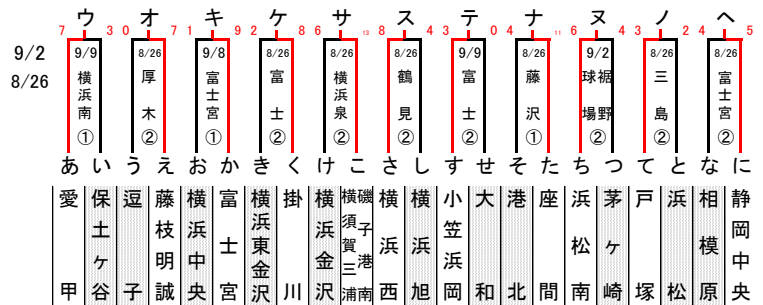 ウ オ キ ケ サ ス テ ナ ヌ ノ ヘ
7 3 0 7 1 9 2 8 6 13 8 4 3 0 4 11 6 4 3 2 4 5
9/2
8/26
9/9 8/26 9/8 8/26 8/26 8/26 9/9 8/26 9/2 8/26 8/26
横浜南
厚木
富士宮
富士
横浜泉
鶴見
富士
藤沢
裾野球場
三島
富士宮
① ② ① ② ② ② ② ① ② ② ②
あ い う え お か き く け こ さ し す せ そ た ち つ て と な に
愛甲
保土ヶ谷
逗子
藤枝明誠
横浜中央
富士宮
横浜東金沢
掛川
横浜金沢
磯子港南
横須賀三浦
横浜西
横浜旭
小笠浜岡
大和
港北
座間
浜松南
茅ヶ崎
戸塚
浜松
相模原
静岡中央